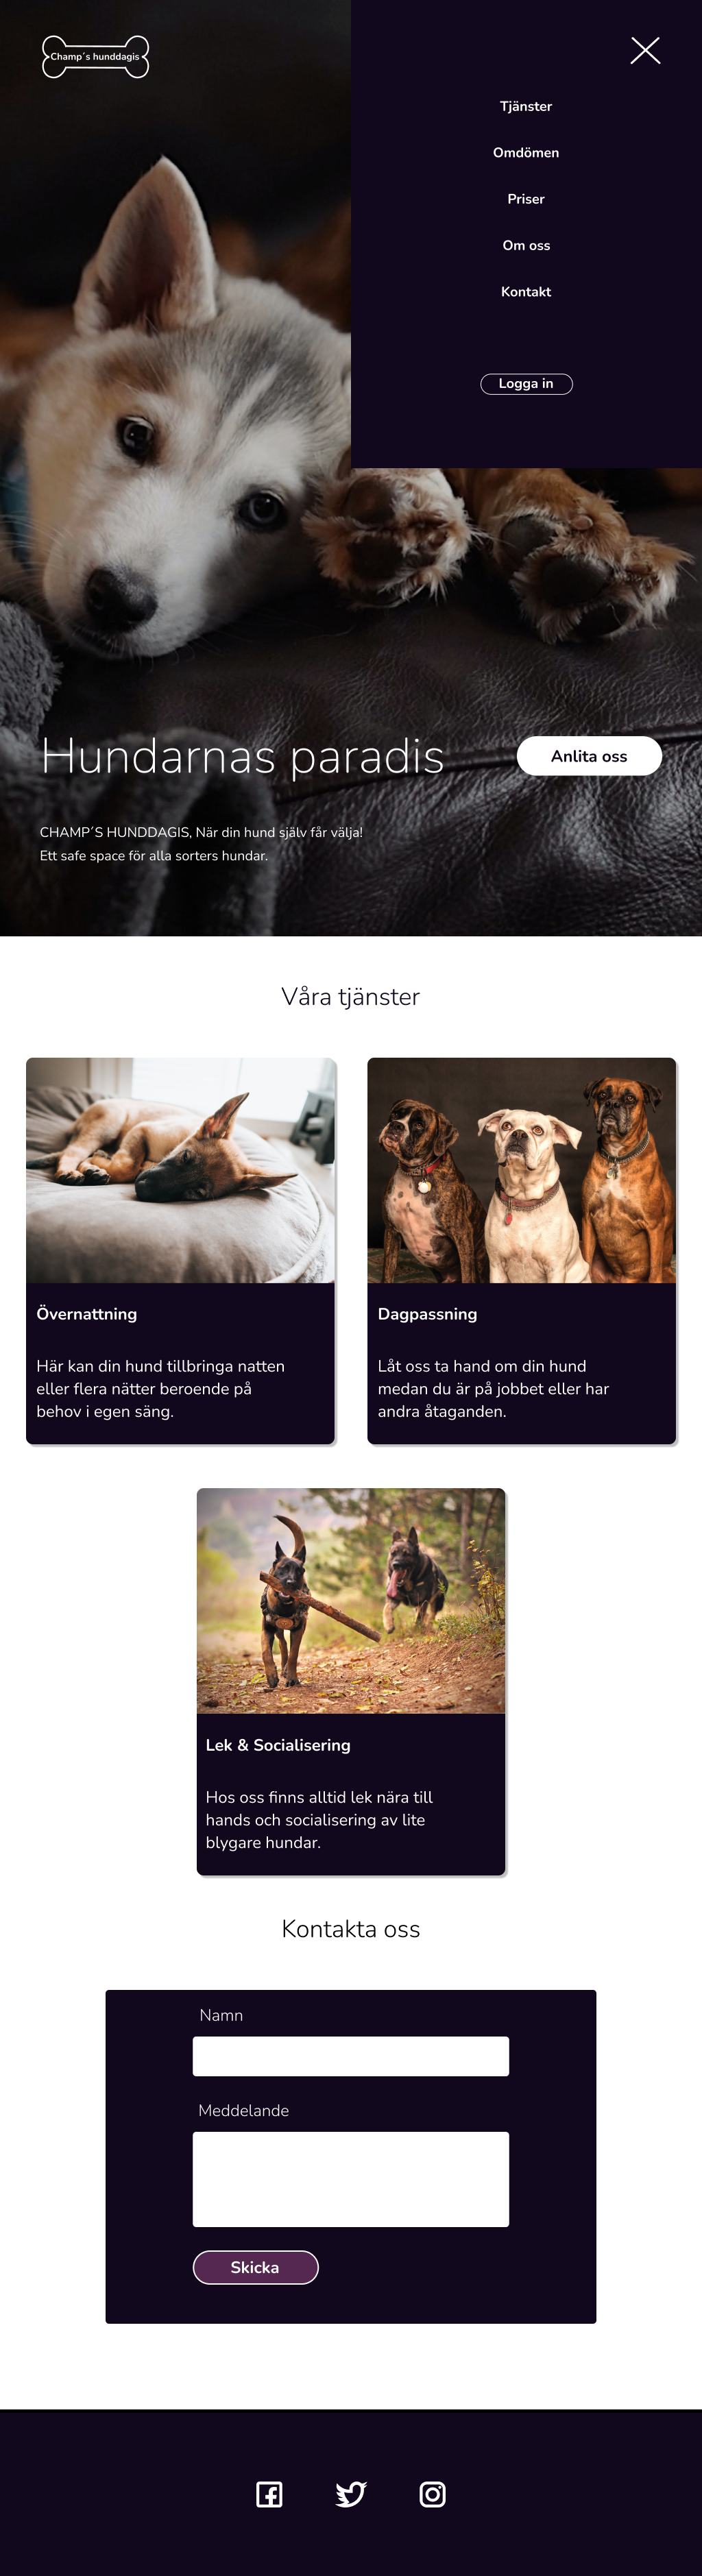 Champ´s hunddagis
Tjänster
Omdömen
Priser
Om oss
Kontakt
Logga in
Hundarnas paradis
Anlita oss
CHAMP´S HUNDDAGIS, När din hund själv får välja!
Ett safe space för alla sorters hundar.
Våra tjänster
Övernattning
Här kan din hund tillbringa natten
eller flera nätter beroende på
behov i egen säng.
Dagpassning
Låt oss ta hand om din hund
medan du är på jobbet eller har
andra åtaganden.
Lek & Socialisering
Hos oss finns alltid lek nära till
hands och socialisering av lite
blygare hundar.
Kontakta oss
Namn
Meddelande
Skicka